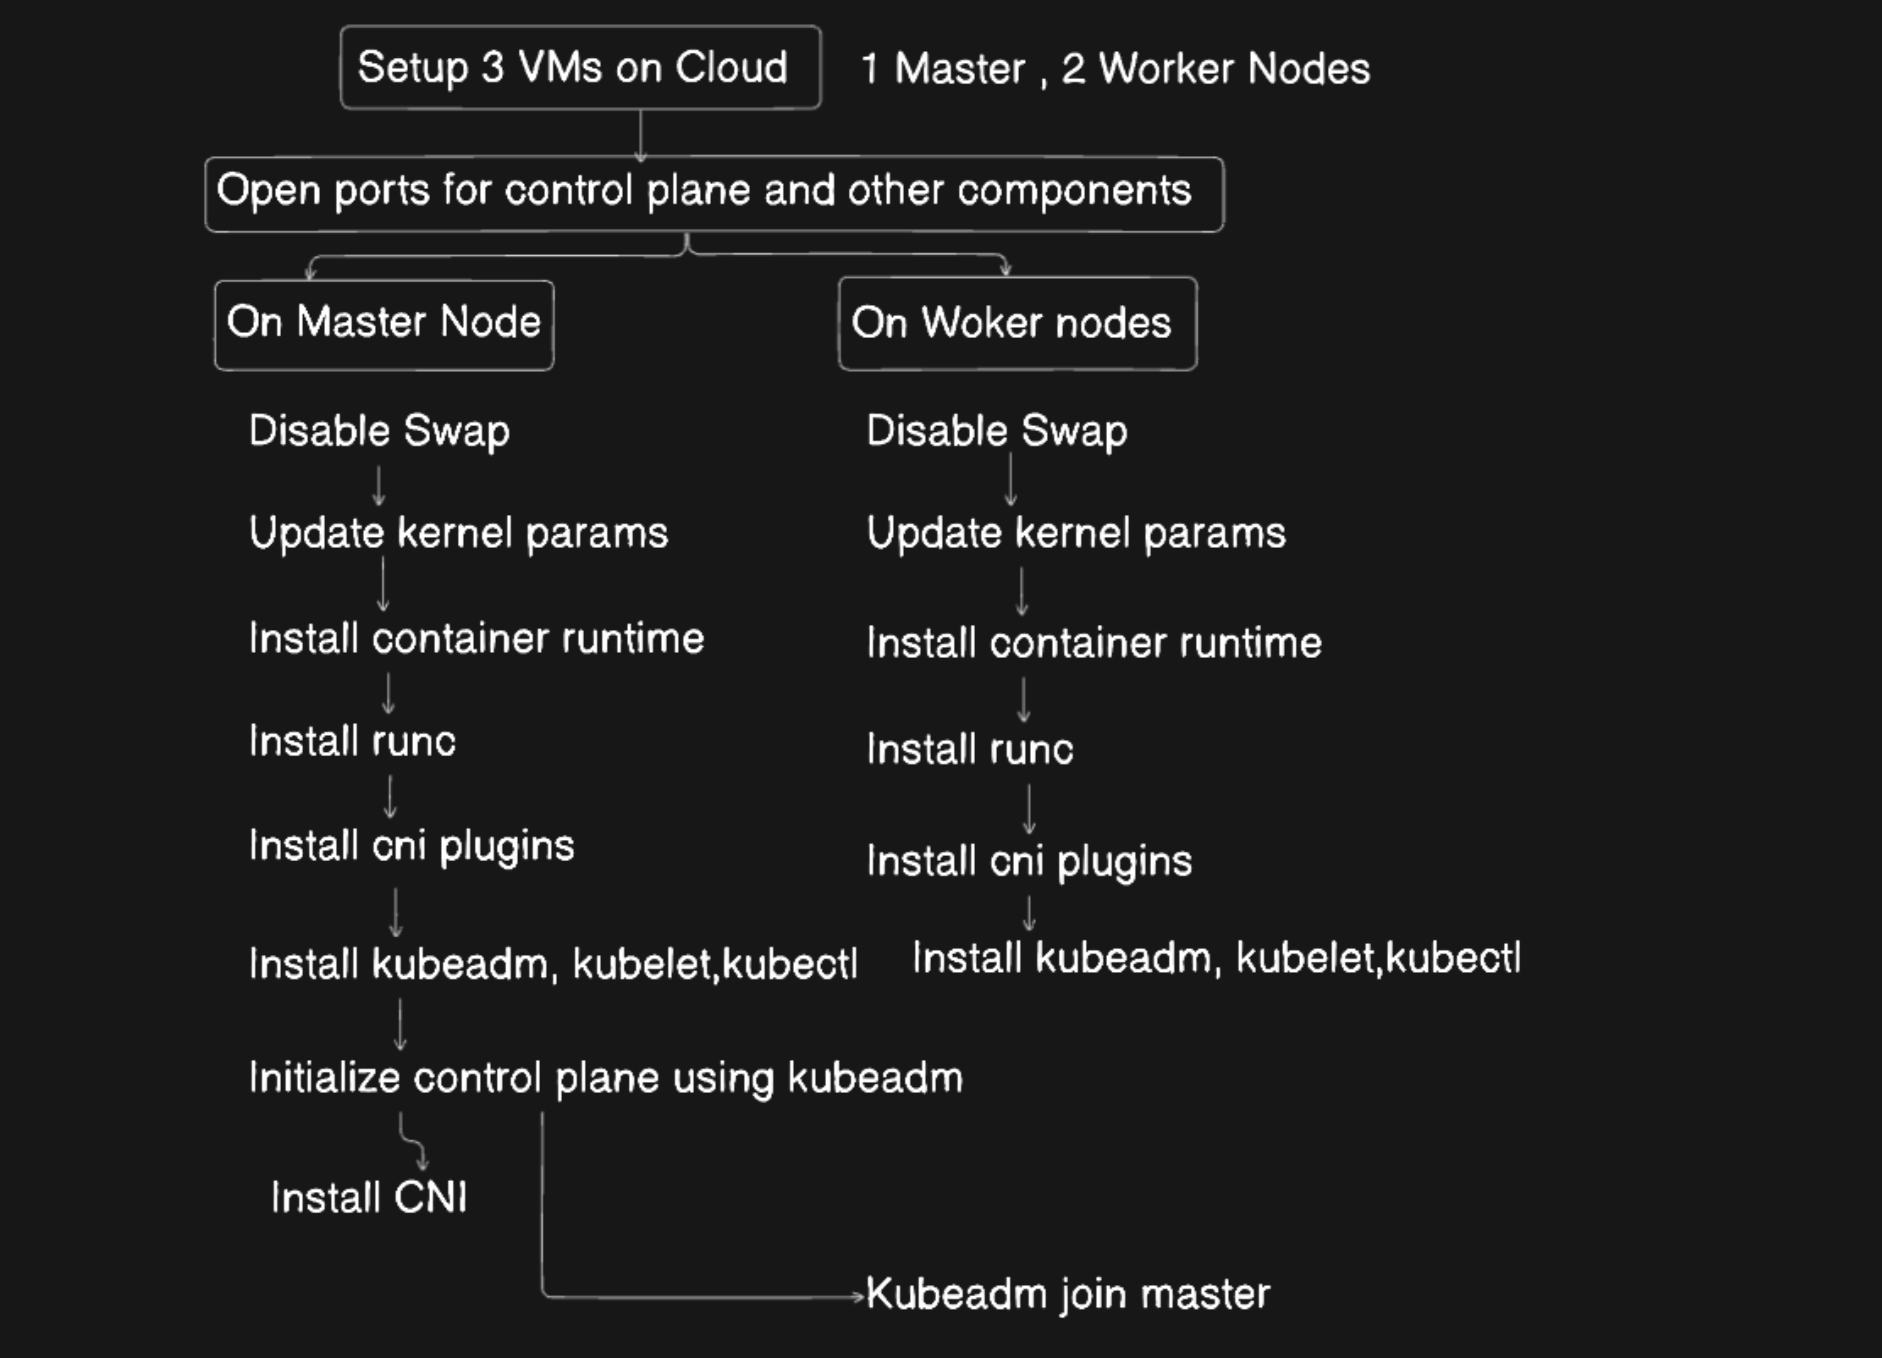 Setup 3 VMs on Cloud
1 Master , 2 Worker Nodes
Open ports for control plane and other components
On Master Node
Disable Swap
Update kernel params
Install container runtime
Install runc
Install cni plugins
Install kubeadm, kubelet,kubectl
Initialize control plane using kubeadm
Install CNI
On Woker nodes
Disable Swap
Update kernel params
Install container runtime
Install runc
Install cni plugins
Install kubeadm, kubelet,kubectl
Kubeadm join master